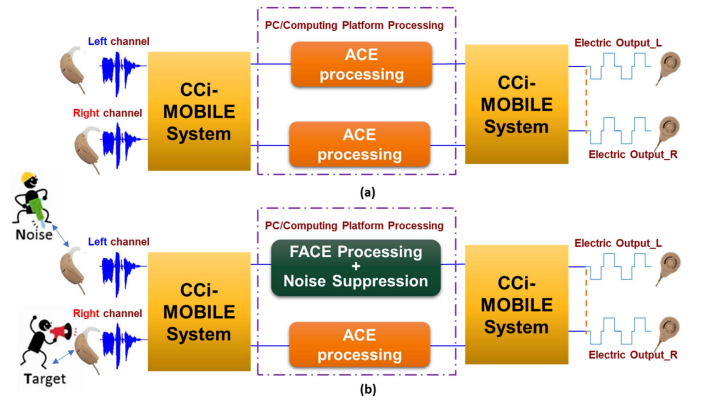 PC/Computing Platform Processing
Left channel
CCi-
MOBILE
System
ACE
processing
CCi-
MOBILE
System
Electric Output_L
Right channel
ACE
processing
Electric Output_R
(a)
Noise
PC/Computing Platform Processing
Left channel
CCi-
MOBILE
System
FACE Processing
+
Noise Suppression
CCi-
MOBILE
System
Electric Output_L
Right channel
ACE
processing
Electric Output_R
Target
(b)